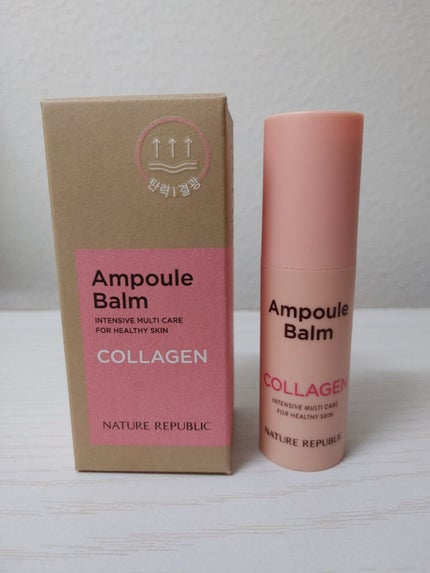 탄력|결광
Ampoule
Balm
INTENSIVE MULTI CARE
FOR HEALTHY SKIN
COLLAGEN
NATURE REPUBLIC
Ampoule
Balm
COLLAGEN
INTENSIVE MULTI CARE
FOR HEALTHY SKIN
NATURE REPUBLIC